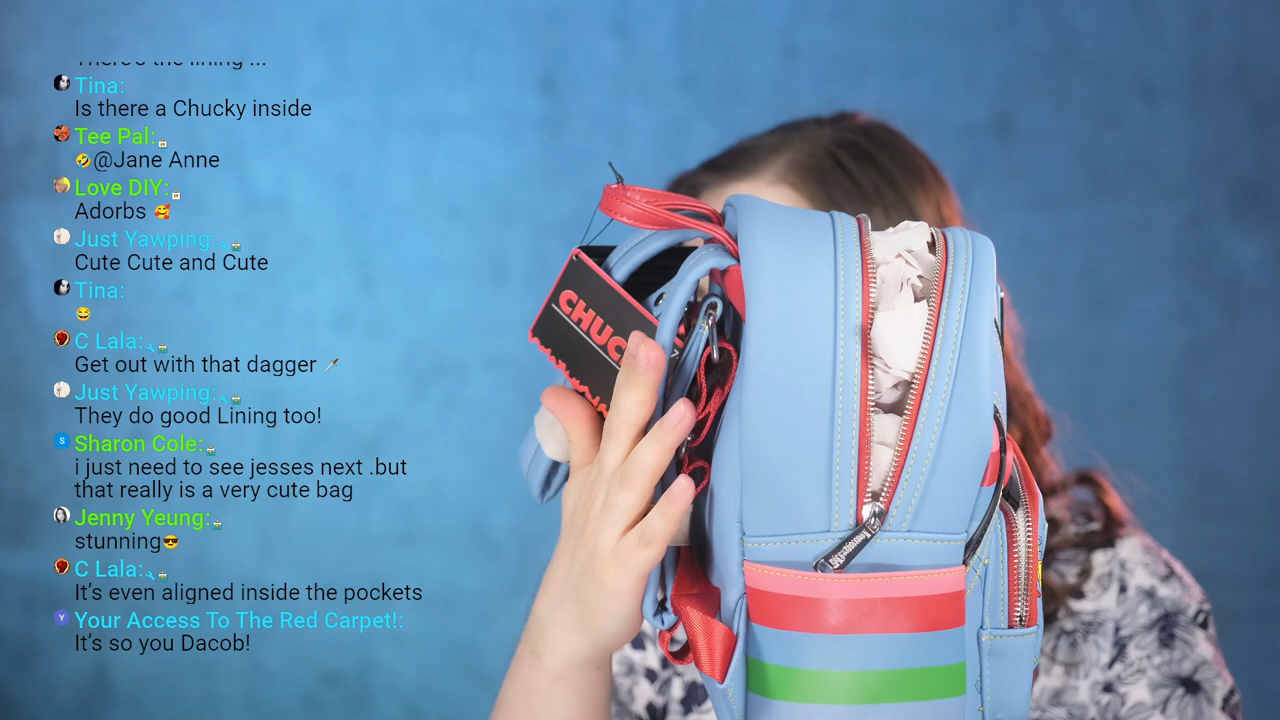 There's the lining ...
Tina:
Is there a Chucky inside
Tee Pal:
🤣@Jane Anne
Love DIY:
Adorbs 🥰
Just Yawping:
Cute Cute and Cute
Tina:
😂
C Lala:
Get out with that dagger 🗡️
Just Yawping:
They do good Lining too!
S Sharon Cole:
i just need to see jesses next .but
that really is a very cute bag
Jenny Yeung:
stunning😎
C Lala:
It's even aligned inside the pockets
Y Your Access To The Red Carpet!:
It's so you Dacob!
CHUC